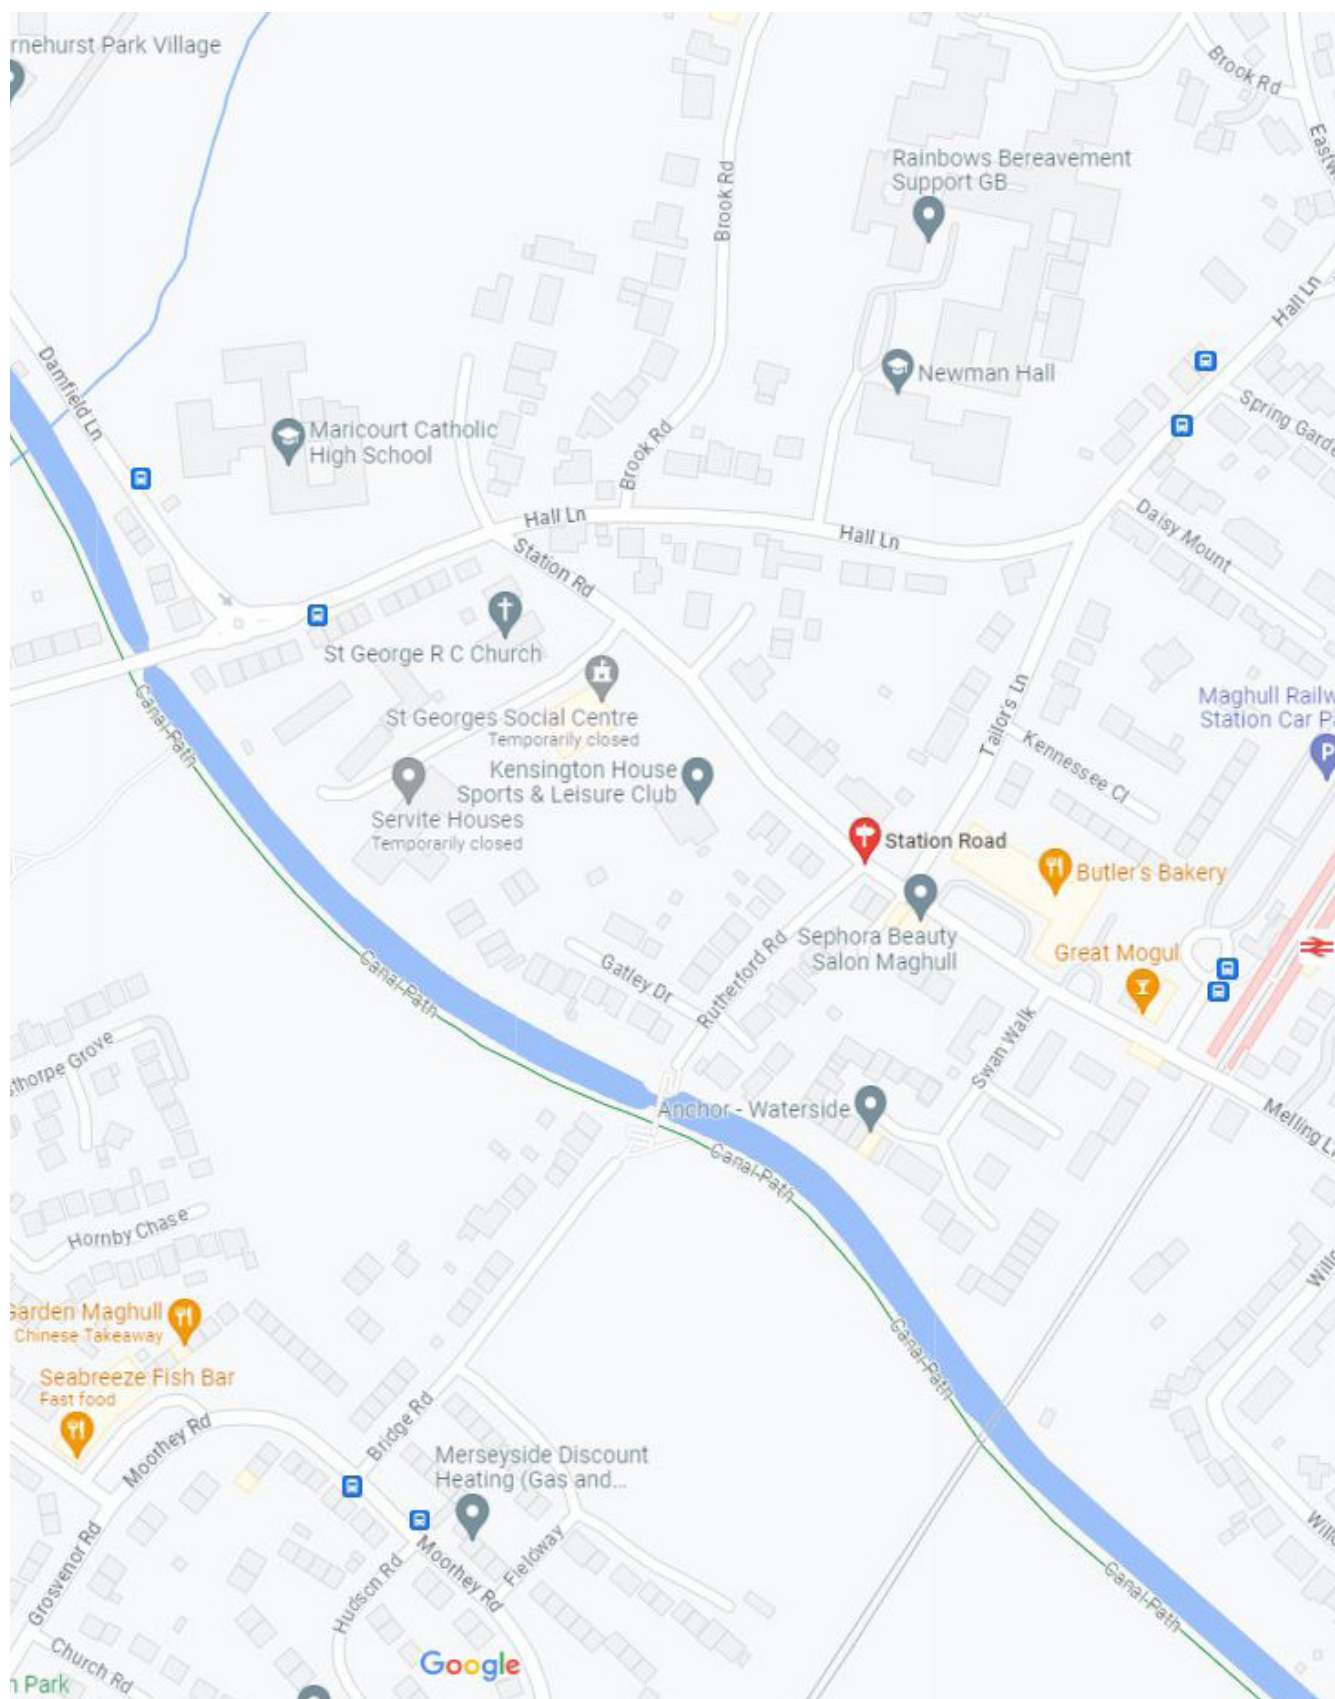 rnehurst Park Village
Brook Rd
Eastw
Rainbows Bereavement
Support GB
Brook Rd
Hall Ln
Damfield Ln
Newman Hall
Spring Garde
Maricourt Catholic
High School
Brook Rd
Hall Ln
Hall Ln
Daisy Mount
Station Rd
St George R C Church
St Georges Social Centre
Temporarily closed
Canal Path
Tailor's Ln
Maghull Railw
Station Car Pa
P
Kennessee Cl
Kensington House
Sports & Leisure Club
Servite Houses
Temporarily closed
Station Road
Butler's Bakery
Sephora Beauty
Salon Maghull
Great Mogul
Canal Path
Gatley Dr
Rutherford Rd
Swan Walk
sthorpe Grove
Anchor - Waterside
Melling Ln
Canal Path
Hornby Chase
Willo
Garden Maghull
Chinese Takeaway
Canal Path
Seabreeze Fish Bar
Fast food
Moorhey Rd
Bridge Rd
Merseyside Discount
Heating (Gas and...
Grosvenor Rd
Hudson Rd
Moorhey Rd
Fieldway
Willo
Canal Path
Church Rd
Google
n Park